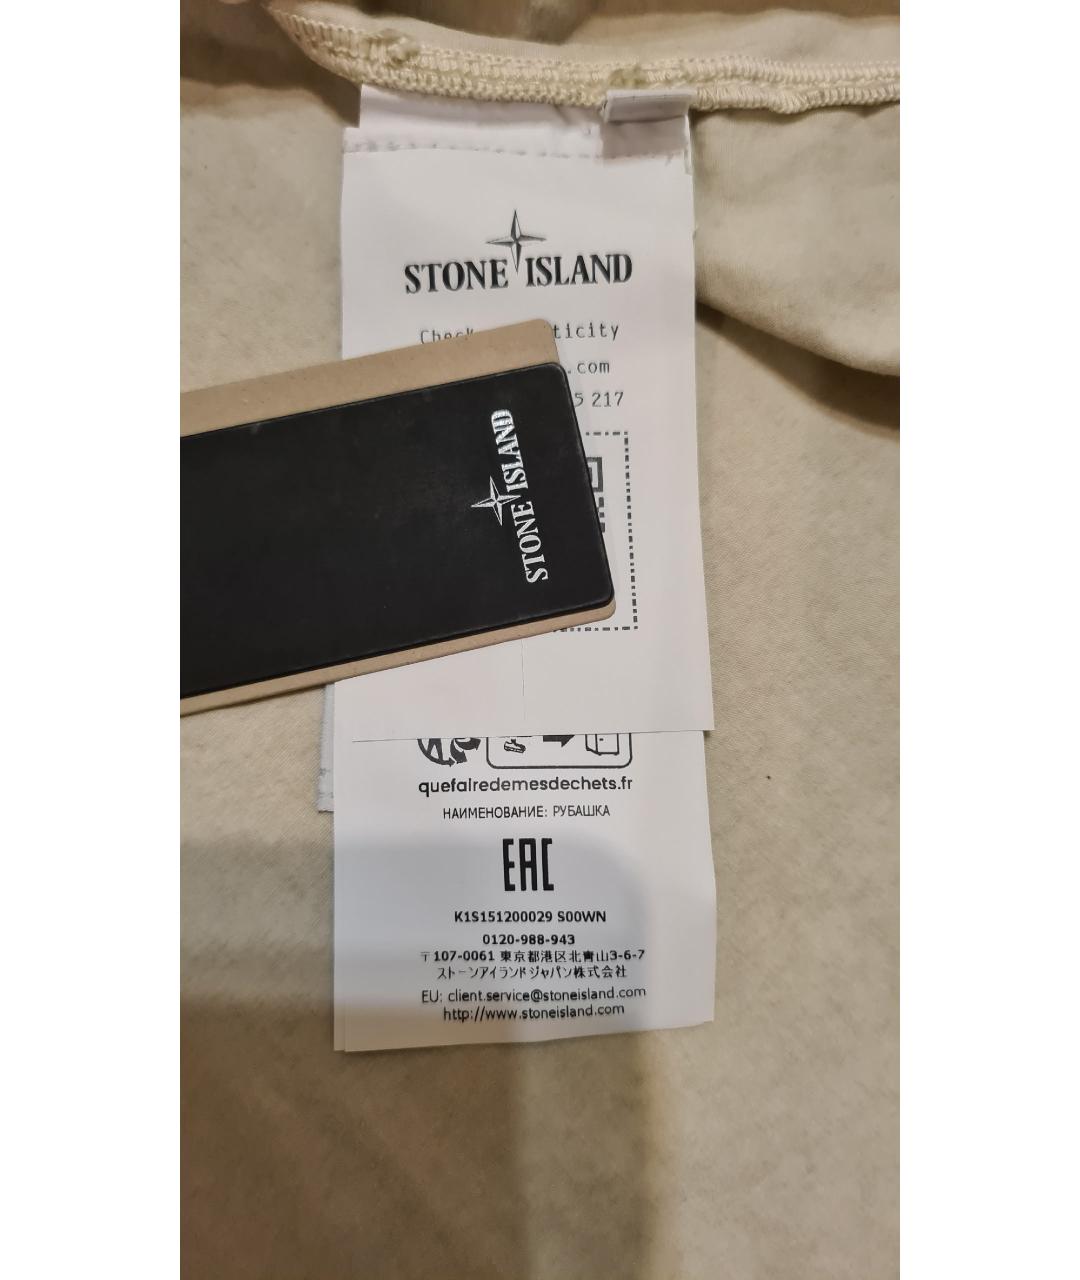 STONE ISLAND
ticity
.com
5 217
STONE ISLAND
quefairedemesdechets.fr
НАИМЕНОВАНИЕ: РУБАШКА
EAC
K1S151200029 S00WN
0120-988-943
〒107-0061 東京都港区北青山3-6-7
ストーンアイランドジャパン株式会社
EU: client.service@stoneisland.com
http://www.stoneisland.com